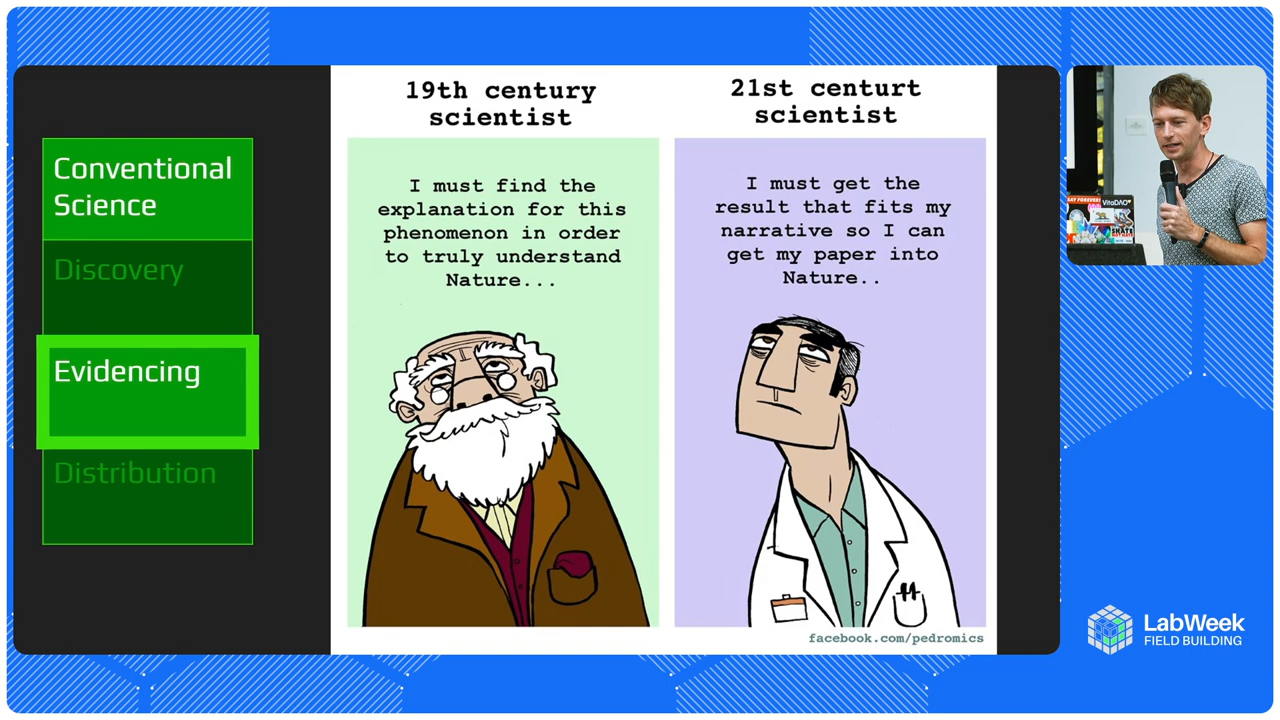 Conventional
Science
Discovery
Evidencing
Distribution
19th century
scientist
I must find the
explanation for this
phenomenon in order
to truly understand
Nature...
21st centurt
scientist
I must get the
result that fits my
narrative so I can
get my paper into
Nature..
facebook.com/pedromics
VitaDAO
LabWeek
FIELD BUILDING